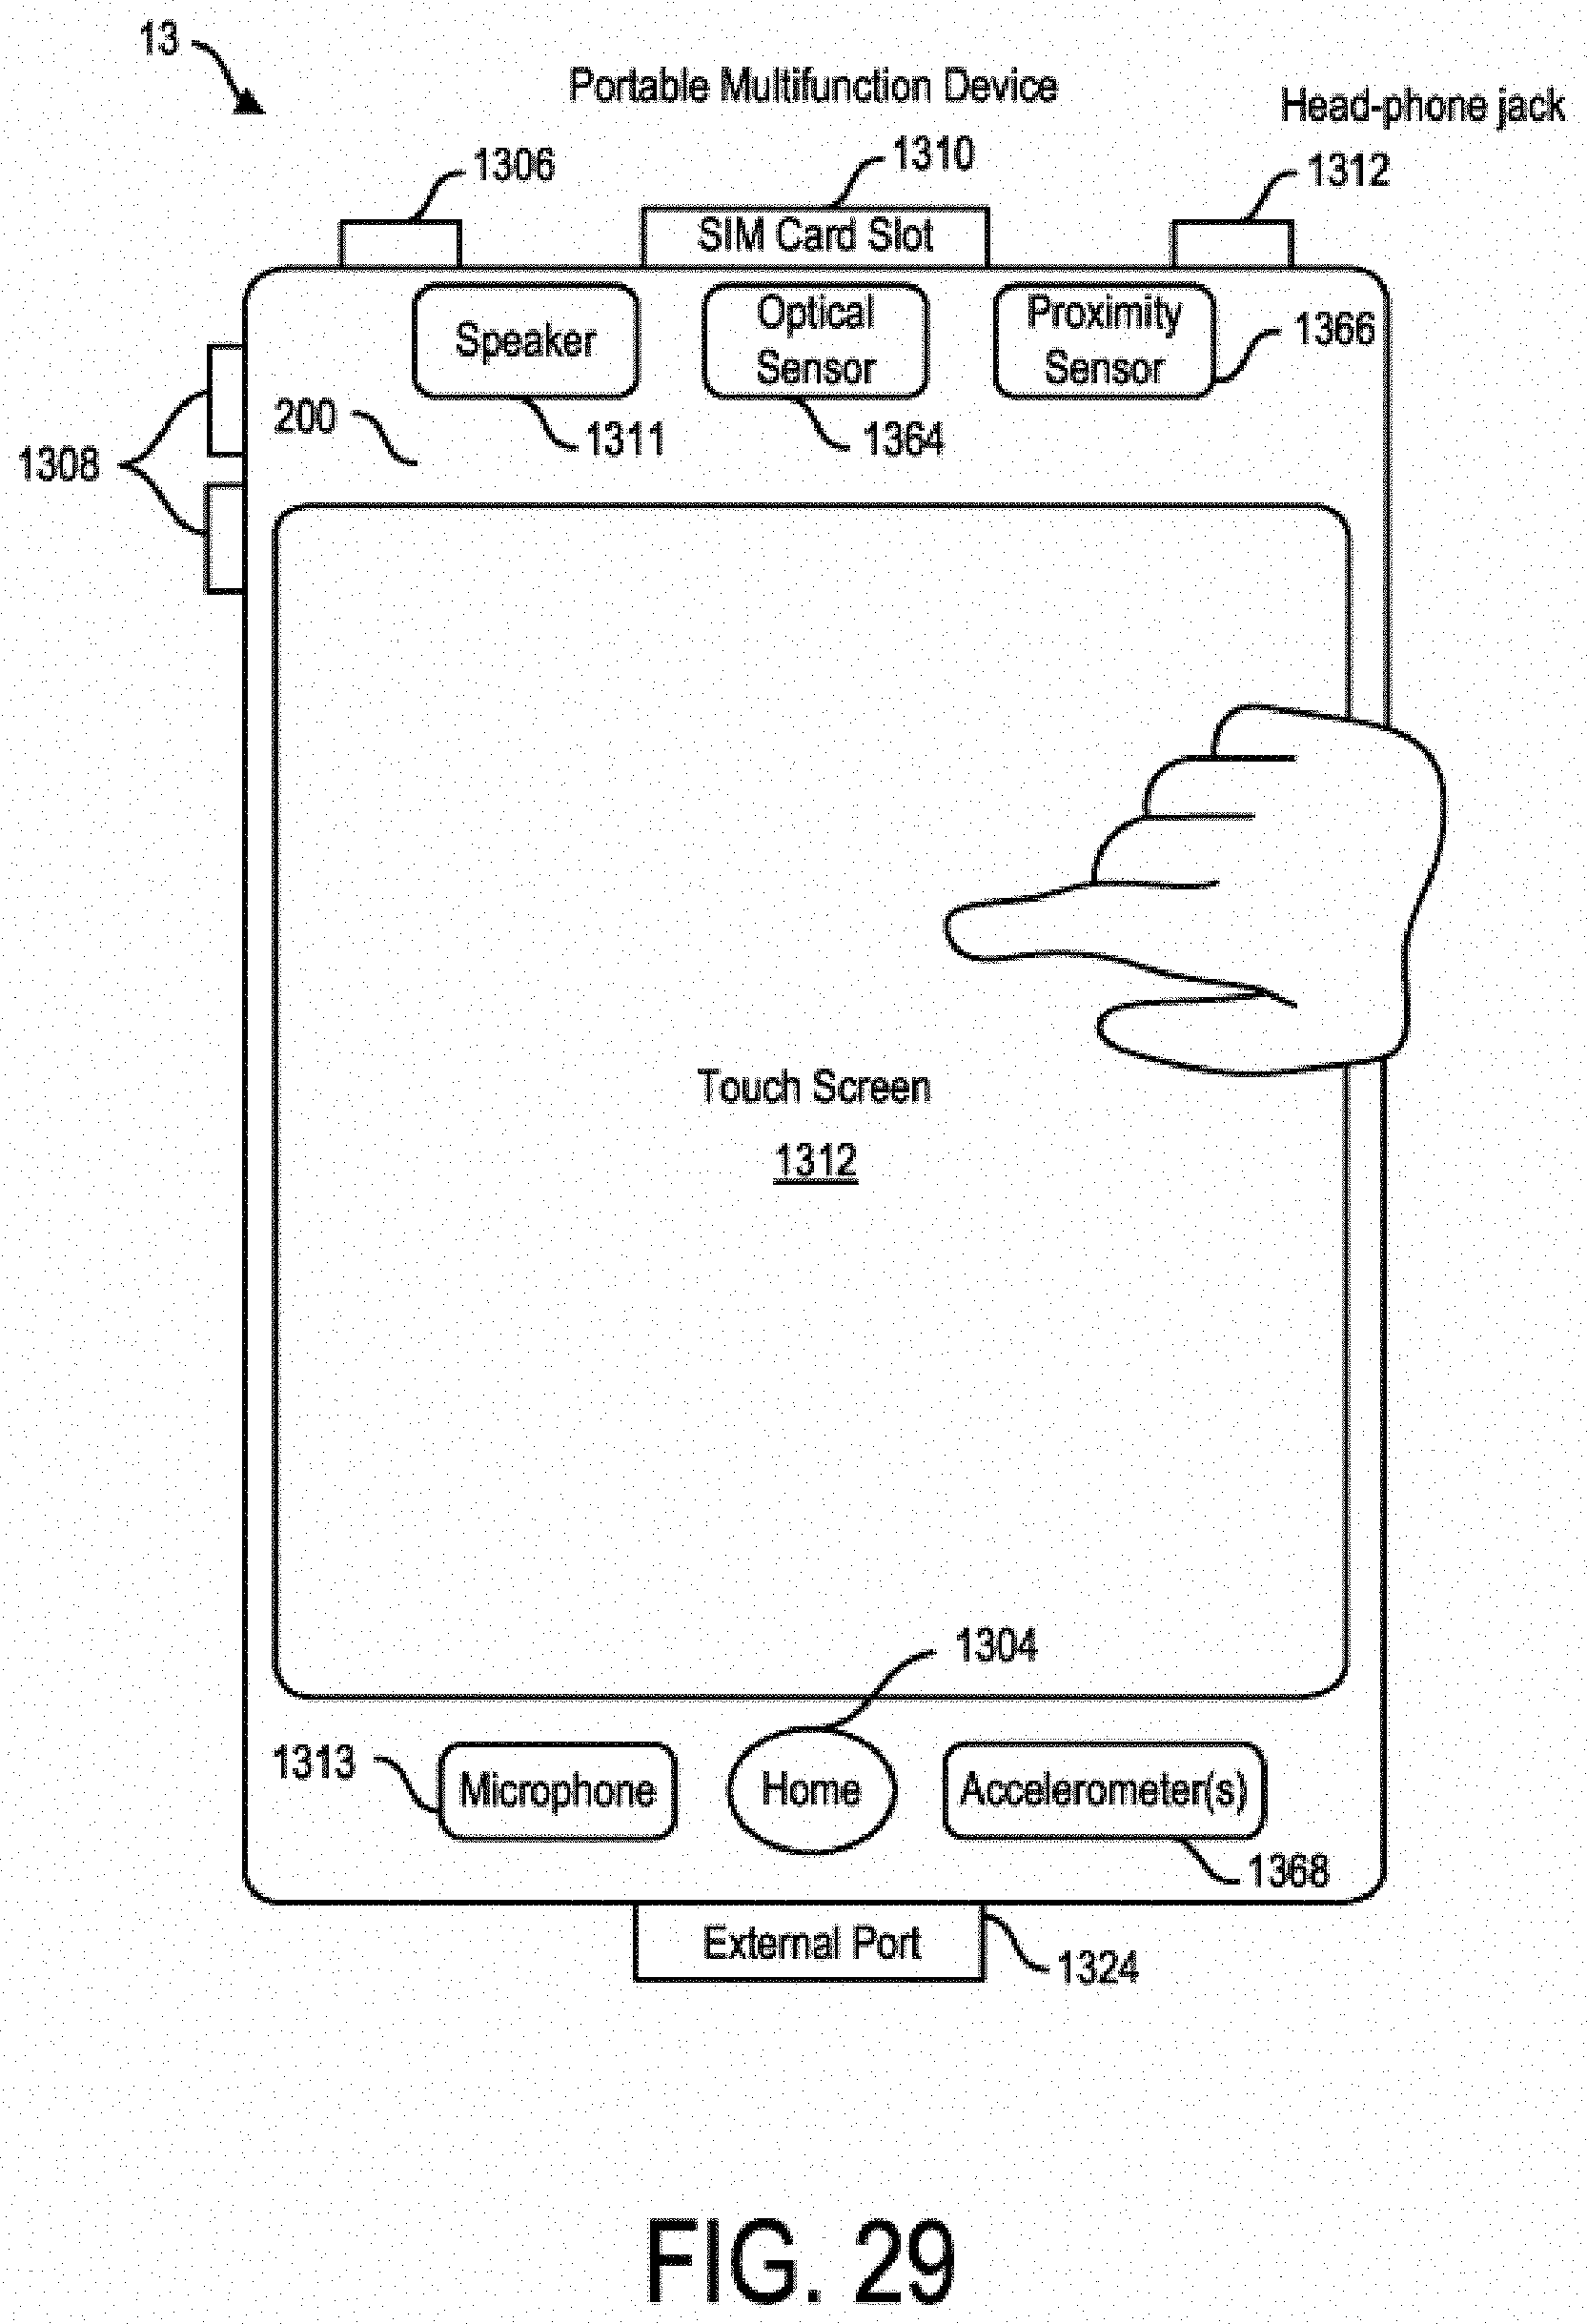 13
Portable Multifunction Device
Head-phone jack
1306
1310
1312
SIM Card Slot
Speaker
Optical
Sensor
Proximity
Sensor
1366
200
1311
1364
1308
Touch Screen
1312
1304
1313
Microphone
Home
Accelerometer(s)
1368
External Port
1324
FIG. 29